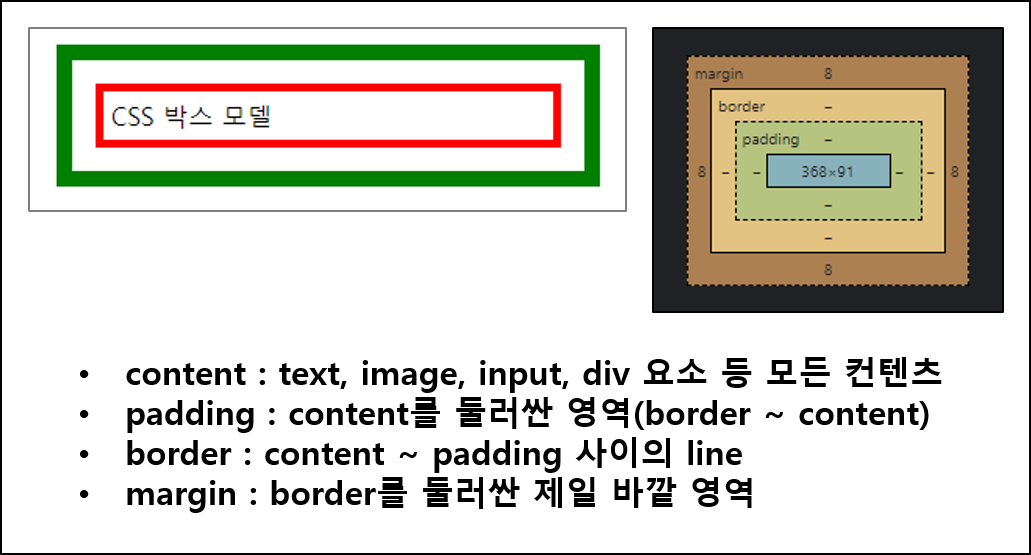 CSS 박스 모델
margin 8
border –
padding –
8 – – 368×91 – – 8
–
–
8
• content : text, image, input, div 요소 등 모든 컨텐츠
• padding : content를 둘러싼 영역(border ~ content)
• border : content ~ padding 사이의 line
• margin : border를 둘러싼 제일 바깥 영역